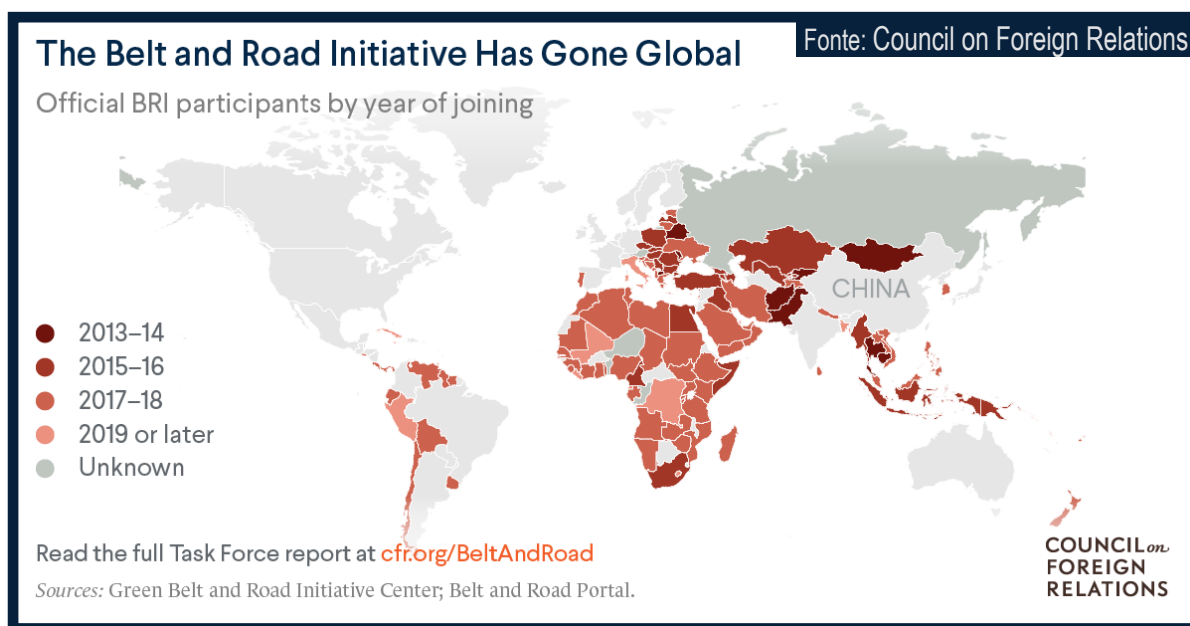 The Belt and Road Initiative Has Gone Global
Fonte: Council on Foreign Relations
Official BRI participants by year of joining
CHINA
2013–14
2015–16
2017–18
2019 or later
Unknown
Read the full Task Force report at cfr.org/BeltAndRoad
Sources: Green Belt and Road Initiative Center; Belt and Road Portal.
COUNCIL on
FOREIGN
RELATIONS